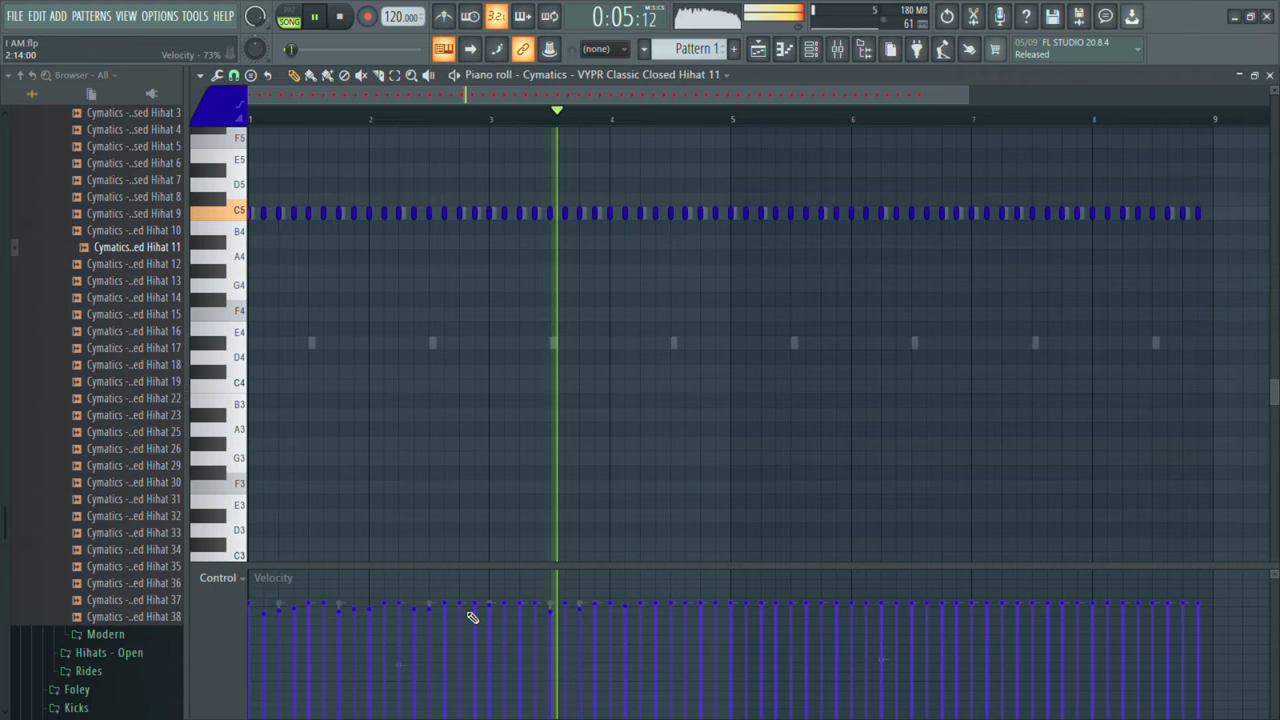 FILE EDIT ADD PATTERNS VIEW OPTIONS TOOLS HELP
PAT
SONG
3.2.
120.000
0:05:12
M:S:CS
5
180 MB
61
I AM.flp
Velocity - 73%
2:14:00
(none)
Pattern 1
05/09 FL STUDIO 20.8.4
Released
Browser - All
Piano roll - Cymatics - VYPR Classic Closed Hihat 11
Cymatics -..sed Hihat 3
Cymatics -..sed Hihat 4
Cymatics -..sed Hihat 5
Cymatics -..sed Hihat 6
Cymatics -..sed Hihat 7
Cymatics -..sed Hihat 8
Cymatics -..sed Hihat 9
Cymatics -..ed Hihat 10
Cymatics..ed Hihat 11
Cymatics -..ed Hihat 12
Cymatics -..ed Hihat 13
Cymatics -..ed Hihat 14
Cymatics -..ed Hihat 15
Cymatics -..ed Hihat 16
Cymatics -..ed Hihat 17
Cymatics -..ed Hihat 18
Cymatics -..ed Hihat 19
Cymatics -..ed Hihat 22
Cymatics -..ed Hihat 23
Cymatics -..ed Hihat 25
Cymatics -..ed Hihat 26
Cymatics -..ed Hihat 29
Cymatics -..ed Hihat 30
Cymatics -..ed Hihat 31
Cymatics -..ed Hihat 32
Cymatics -..ed Hihat 33
Cymatics -..ed Hihat 34
Cymatics -..ed Hihat 35
Cymatics -..ed Hihat 36
Cymatics -..ed Hihat 37
Cymatics -..ed Hihat 38
Modern
Hihats - Open
Rides
Foley
Kicks
1 2 3 4 5 6 7 8 9
F5
E5
D5
C5
B4
A4
G4
F4
E4
D4
C4
B3
A3
G3
F3
E3
D3
C3
Control
Velocity